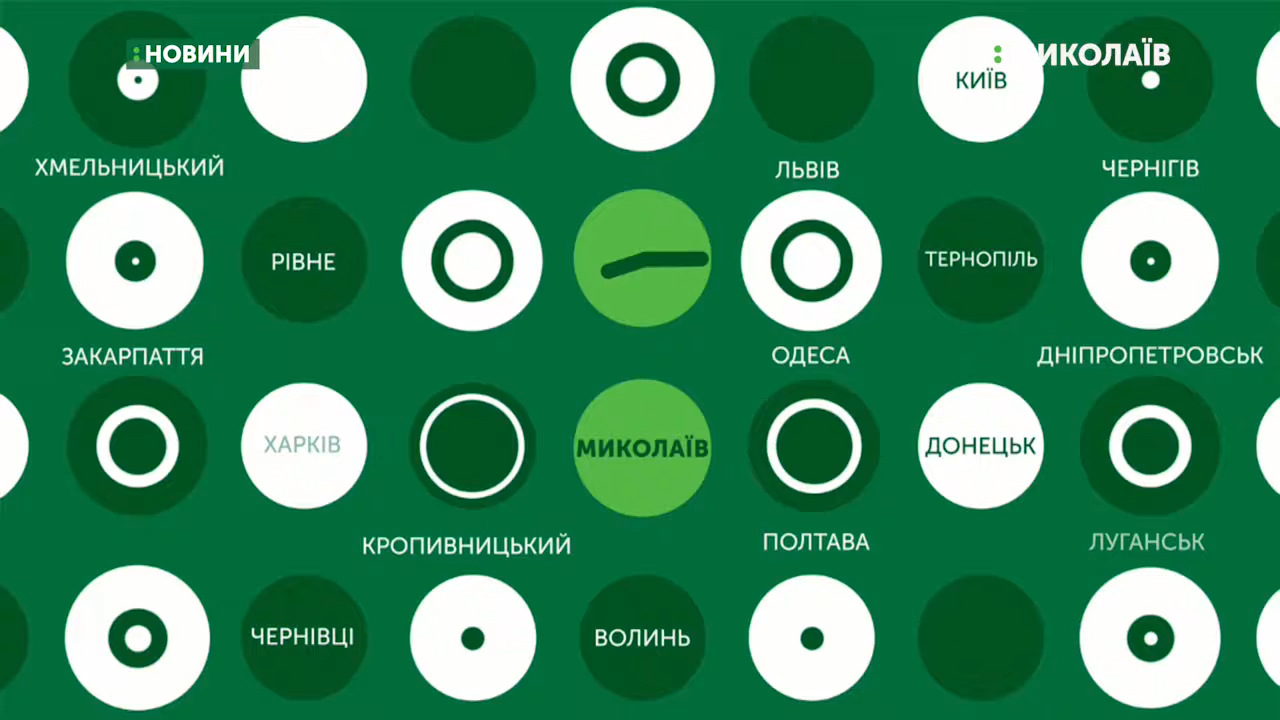 :НОВИНИ
: МИКОЛАЇВ
КИЇВ
ХМЕЛЬНИЦЬКИЙ
ЛЬВІВ
ЧЕРНІГІВ
РІВНЕ
ТЕРНОПІЛЬ
ЗАКАРПАТТЯ
ОДЕСА
ДНІПРОПЕТРОВСЬК
ХАРКІВ
МИКОЛАЇВ
ДОНЕЦЬК
КРОПИВНИЦЬКИЙ
ПОЛТАВА
ЛУГАНСЬК
ЧЕРНІВЦІ
ВОЛИНЬ